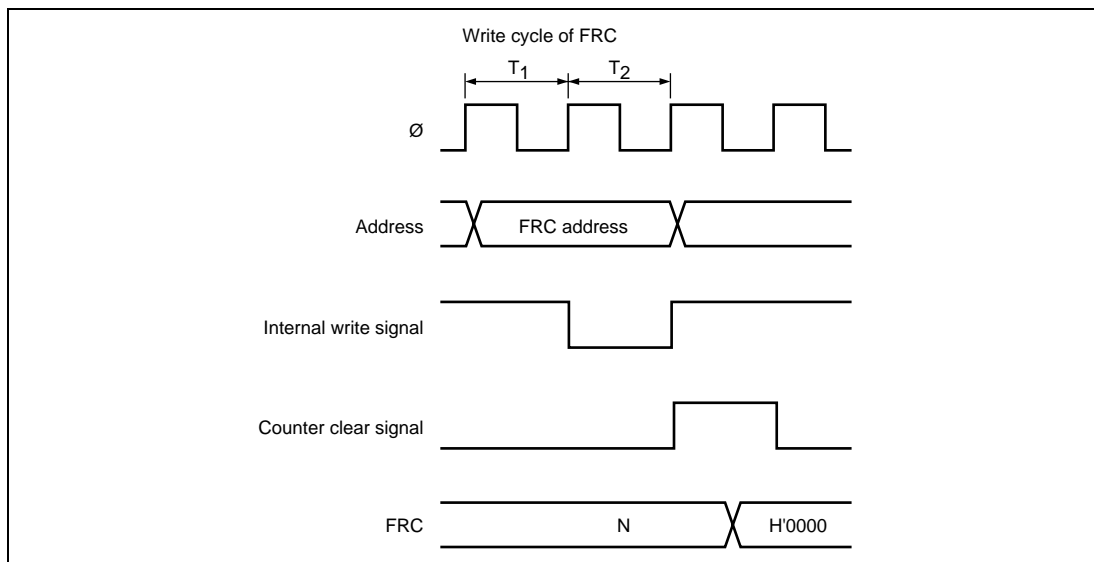 Write cycle of FRC
T1 T2
Ø
Address FRC address
Internal write signal
Counter clear signal
FRC N H'0000